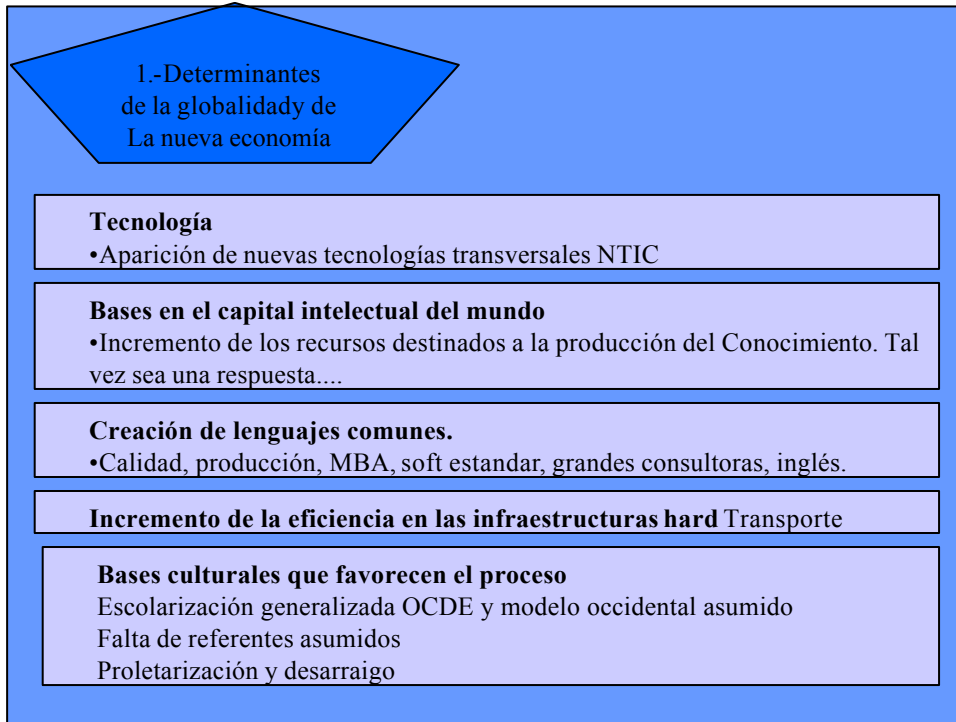 1.-Determinantes
de la globalidady de
La nueva economía
Tecnología
•Aparición de nuevas tecnologías transversales NTIC
Bases en el capital intelectual del mundo
•Incremento de los recursos destinados a la producción del Conocimiento. Tal
vez sea una respuesta....
Creación de lenguajes comunes.
•Calidad, producción, MBA, soft estandar, grandes consultoras, inglés.
Incremento de la eficiencia en las infraestructuras hard Transporte
Bases culturales que favorecen el proceso
Escolarización generalizada OCDE y modelo occidental asumido
Falta de referentes asumidos
Proletarización y desarraigo